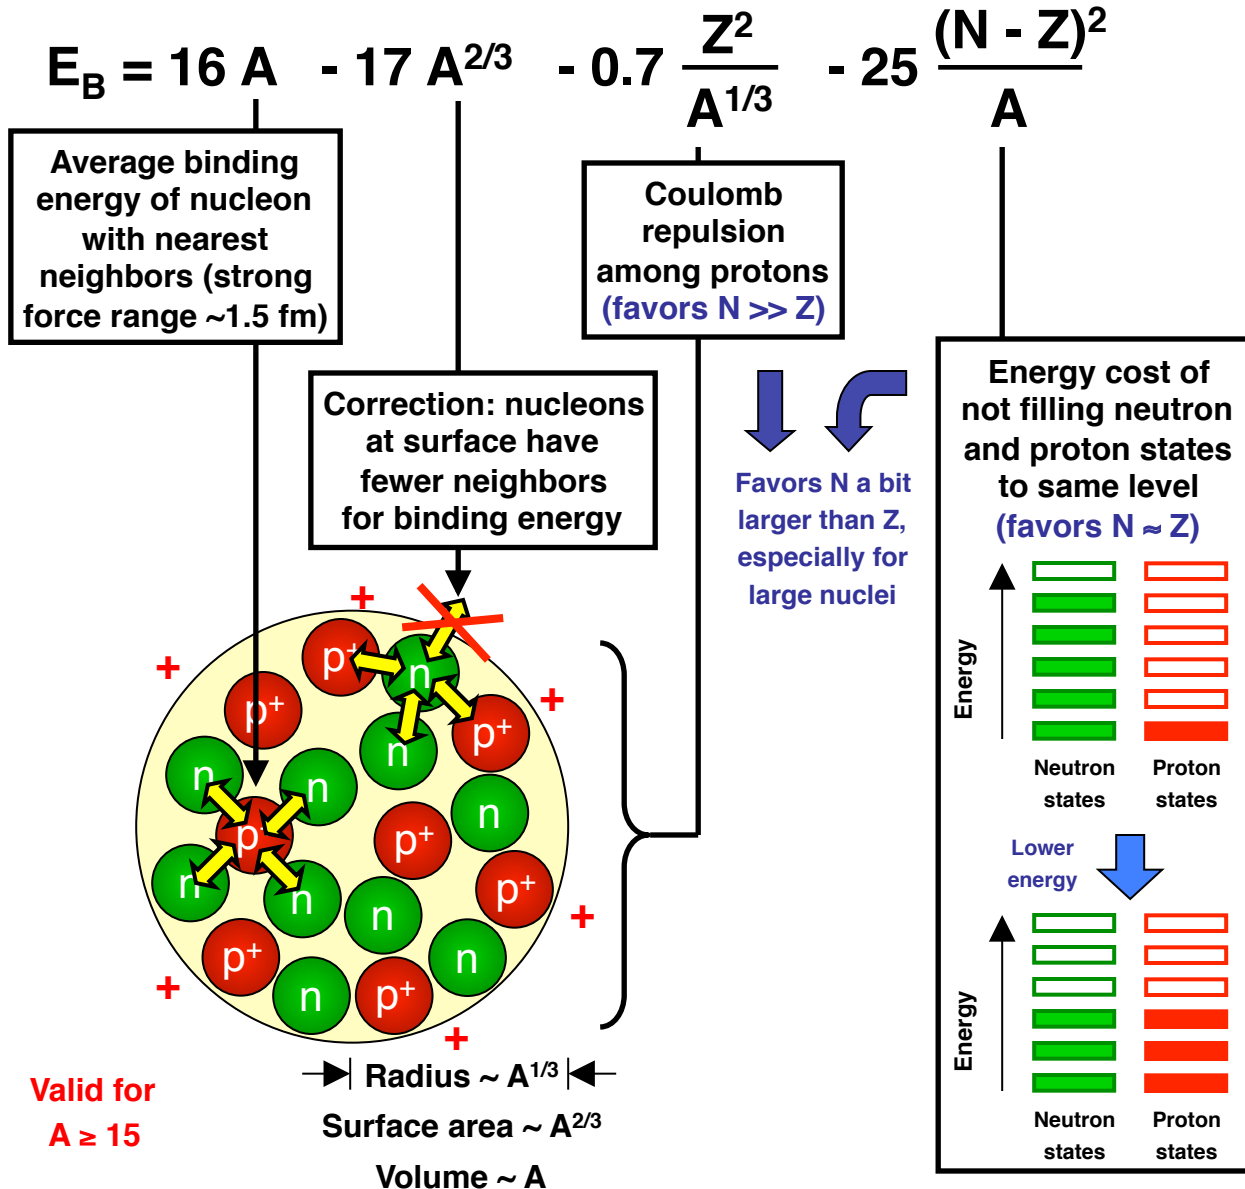 E_B = 16 A - 17 A^{2/3} - 0.7 Z^2 / A^{1/3} - 25 (N - Z)^2 / A
Average binding
energy of nucleon
with nearest
neighbors (strong
force range ~1.5 fm)
Correction: nucleons
at surface have
fewer neighbors
for binding energy
Coulomb
repulsion
among protons
(favors N >> Z)
Favors N a bit
larger than Z,
especially for
large nuclei
Energy cost of
not filling neutron
and proton states
to same level
(favors N ≈ Z)
Energy
Neutron
states
Proton
states
Lower
energy
Energy
Neutron
states
Proton
states
+
+
+
+
+
+
+
p+
n
p+
p+
n
n
n
n
p+
p+
n
n
p+
n
p+
n
n
p+
Radius ~ A^{1/3}
Surface area ~ A^{2/3}
Volume ~ A
Valid for
A ≥ 15